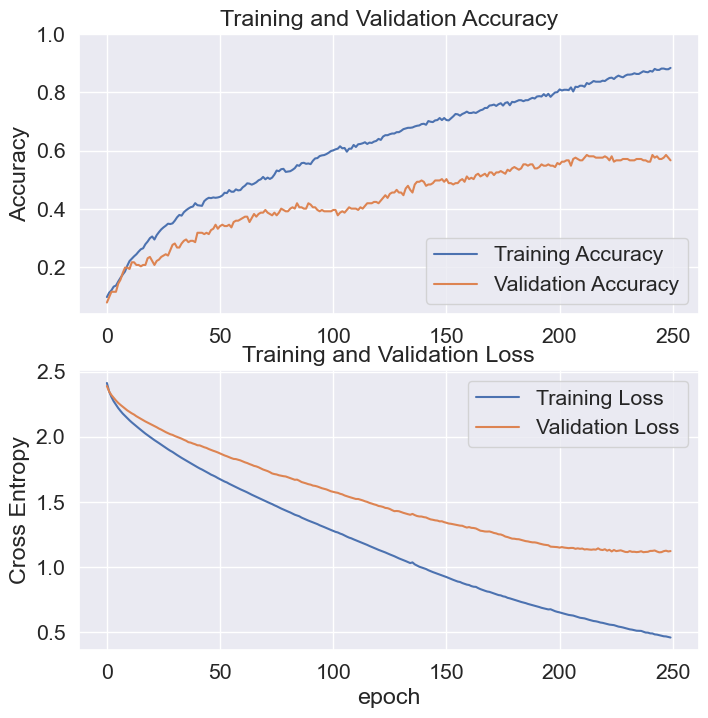 Training and Validation Accuracy
1.0
0.8
0.6
0.4
0.2
Accuracy
Training Accuracy
Validation Accuracy
0 50 100 150 200 250
Training and Validation Loss
2.5
2.0
1.5
1.0
0.5
Cross Entropy
Training Loss
Validation Loss
0 50 100 150 200 250
epoch